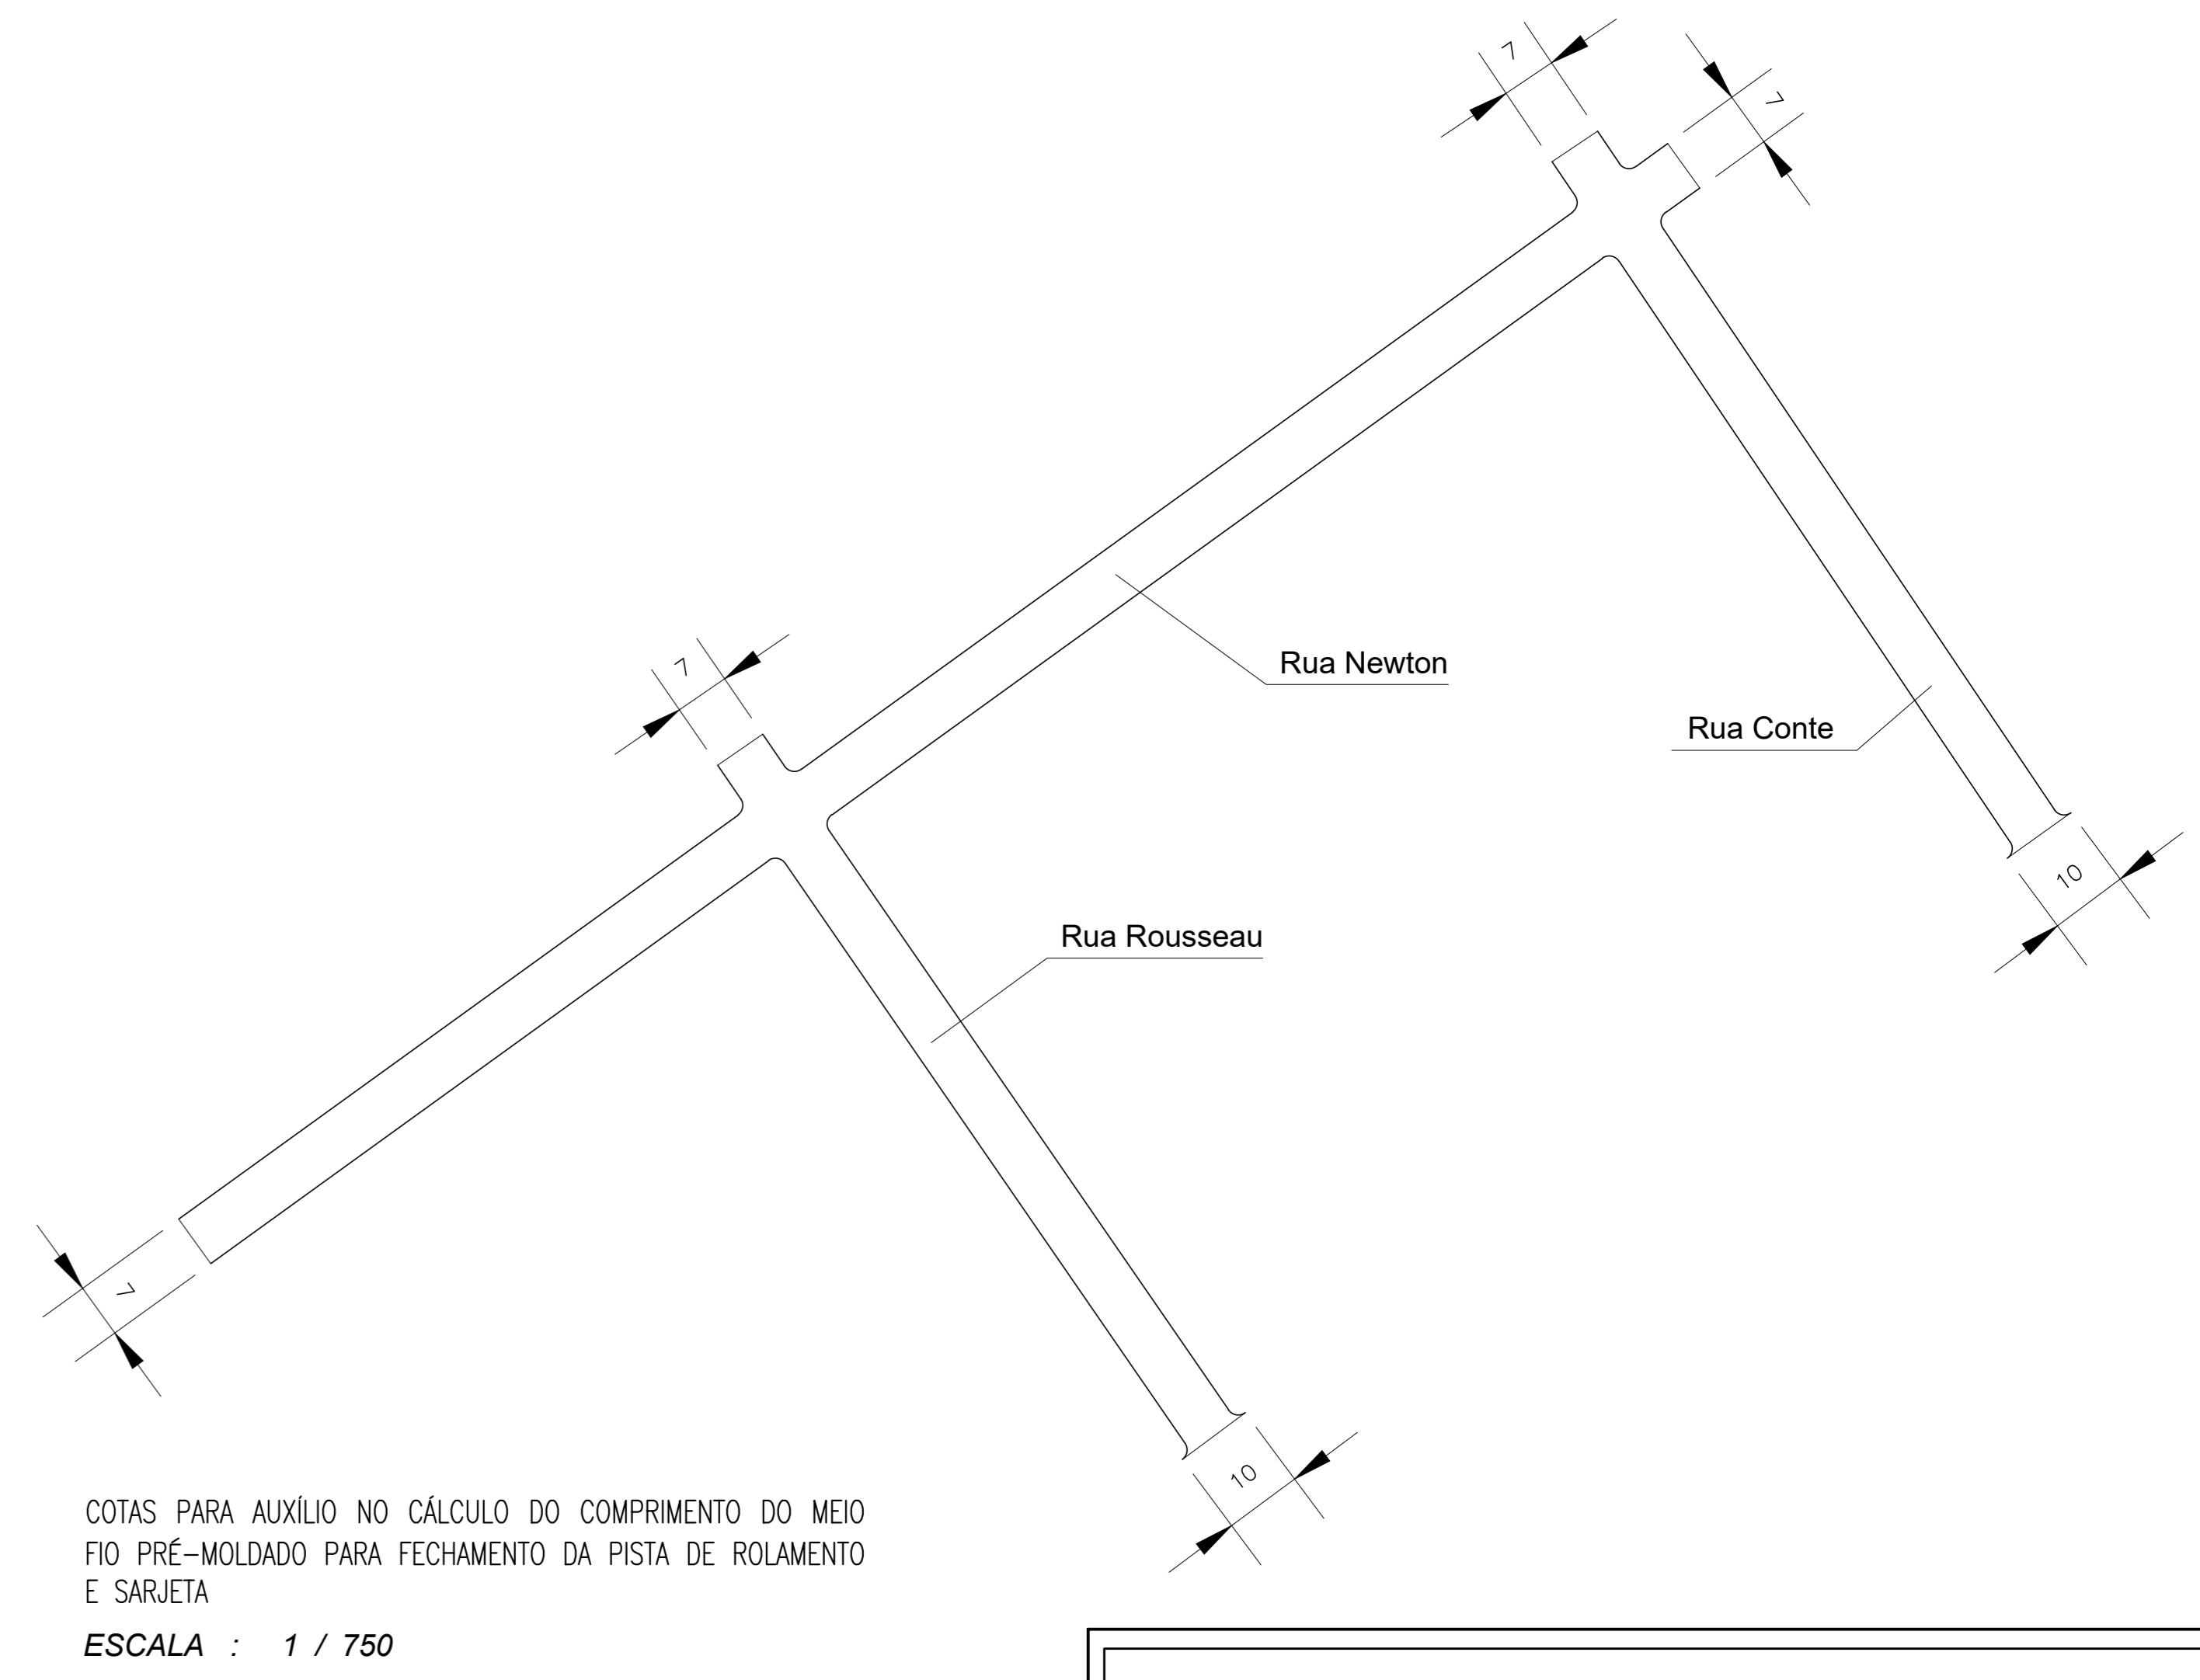 7
7
Rua Newton
7
Rua Conte
10
Rua Rousseau
7
10
COTAS PARA AUXÍLIO NO CÁLCULO DO COMPRIMENTO DO MEIO
FIO PRÉ-MOLDADO PARA FECHAMENTO DA PISTA DE ROLAMENTO
E SARJETA
ESCALA : 1 / 750